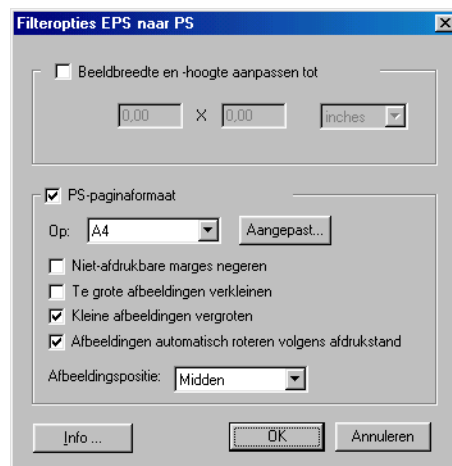 Filteropties EPS naar PS
Beeldbreedte en -hoogte aanpassen tot
0,00 X 0,00 inches
PS-paginaformaat
Op: A4 Aangepast...
Niet-afdrukbare marges negeren
Te grote afbeeldingen verkleinen
Kleine afbeeldingen vergroten
Afbeeldingen automatisch roteren volgens afdrukstand
Afbeeldingspositie: Midden
Info ... OK Annuleren